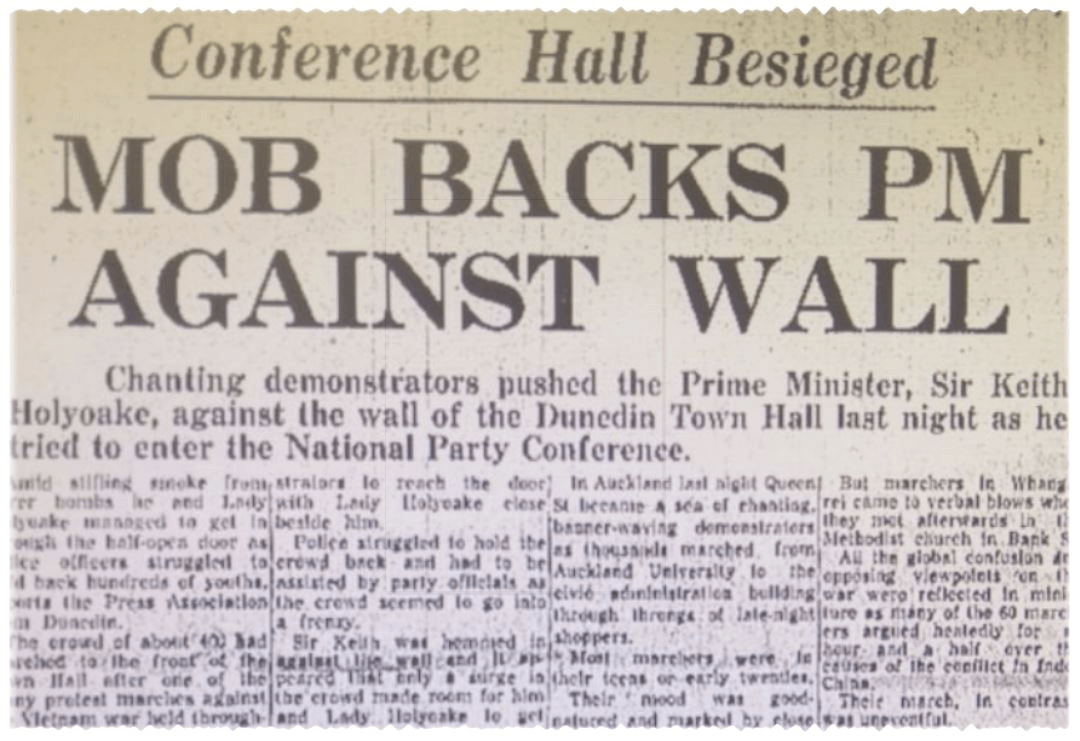 Conference Hall Besieged
MOB BACKS PM
AGAINST WALL
Chanting demonstrators pushed the Prime Minister, Sir Keith
Holyoake, against the wall of the Dunedin Town Hall last night as he
tried to enter the National Party Conference.
stifling smoke from
bombs he and Lady
managed to get in
the half-open door as
officers struggled to
back hundreds of youths,
the Press Association
Dunedin.
The crowd of about 400 had
to the front of the
Hall after one of the
protest marches against
Vietnam war held through-
strators to reach the door
with Lady Holyoake close
beside him.
Police struggled to hold the
crowd back and had to be
assisted by party officials as
the crowd seemed to go into
a frenzy.
Sir Keith was hemmed in
against the wall and it ap-
peared that only a surge in
the crowd made room for him
and Lady Holyoake to get
In Auckland last night Queen
St became a sea of chanting,
banner-waving demonstrators
as thousands marched from
Auckland University to the
civic administration building
through throngs of late-night
shoppers.
Most marchers were in
their teens or early twenties.
Their mood was good-
natured and marked by close
But marchers in Whang
rei came to verbal blows
they met afterwards in
Methodist church in Bank S
All the global confusion
opposing viewpoints on
war were reflected in mini
ture as many of the 60 march
ers argued heatedly for
hour and a half over
causes of the conflict in Indo
China.
Their march, in contras
was uneventful.